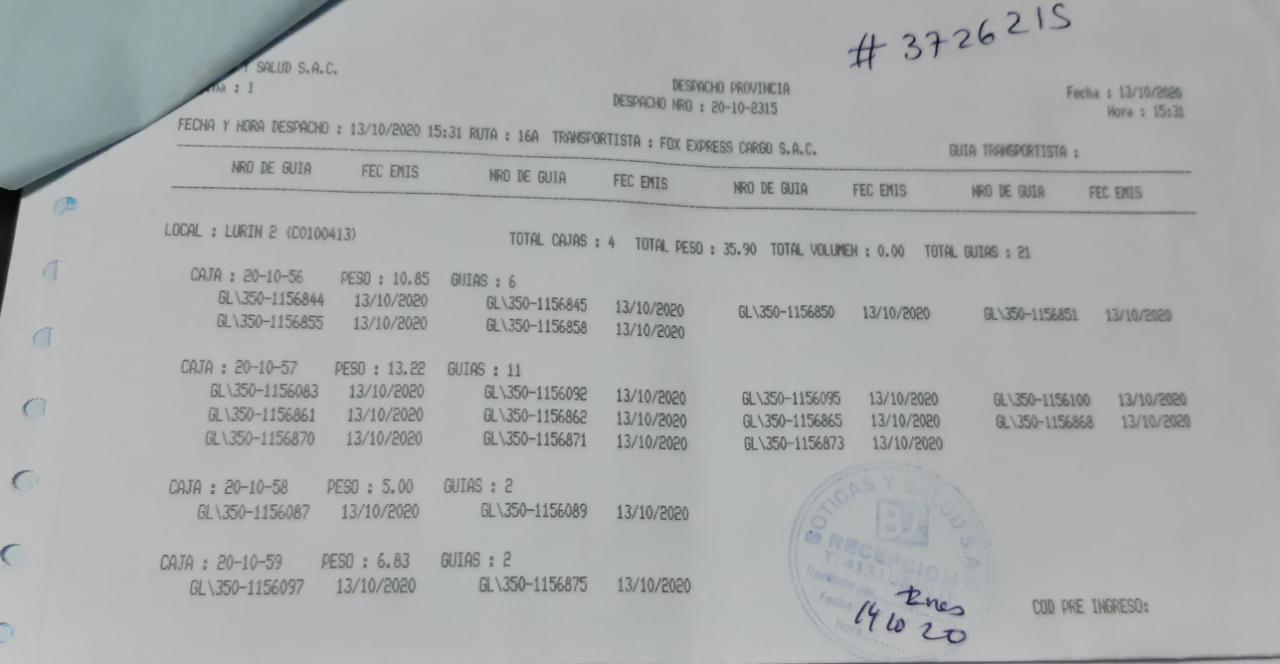 # 3726215
Y SALUD S.A.C.
: 1
DESPACHO PROVINCIA
Fecha : 13/10/2020
DESPACHO NRO : 20-10-2315
Hora : 15:31
FECHA Y HORA DESPACHO : 13/10/2020 15:31 RUTA : 16A TRANSPORTISTA : FOX EXPRESS CARGO S.A.C. GUIA TRANSPORTISTA :
NRO DE GUIA FEC EMIS NRO DE GUIA FEC EMIS NRO DE GUIA FEC EMIS NRO DE GUIA FEC EMIS
LOCAL : LURIN 2 (C0100413) TOTAL CAJAS : 4 TOTAL PESO : 35.90 TOTAL VOLUMEN : 0.00 TOTAL GUIAS : 21
CAJA : 20-10-56 PESO : 10.85 GUIAS : 6
GL\350-1156844 13/10/2020 GL\350-1156845 13/10/2020 GL\350-1156850 13/10/2020 GL\350-1156851 13/10/2020
GL\350-1156855 13/10/2020 GL\350-1156858 13/10/2020
CAJA : 20-10-57 PESO : 13.22 GUIAS : 11
GL\350-1156083 13/10/2020 GL\350-1156092 13/10/2020 GL\350-1156095 13/10/2020 GL\350-1156100 13/10/2020
GL\350-1156861 13/10/2020 GL\350-1156862 13/10/2020 GL\350-1156865 13/10/2020 GL\350-1156868 13/10/2020
GL\350-1156870 13/10/2020 GL\350-1156871 13/10/2020 GL\350-1156873 13/10/2020
CAJA : 20-10-58 PESO : 5.00 GUIAS : 2
GL\350-1156087 13/10/2020 GL\350-1156089 13/10/2020
CAJA : 20-10-59 PESO : 6.83 GUIAS : 2
GL\350-1156097 13/10/2020 GL\350-1156875 13/10/2020
BOTICAS Y SALUD S.A.C.
BS
RECEPCION
T. 413
Fecha
14 10 20
Hora
COD PRE INGRESO: